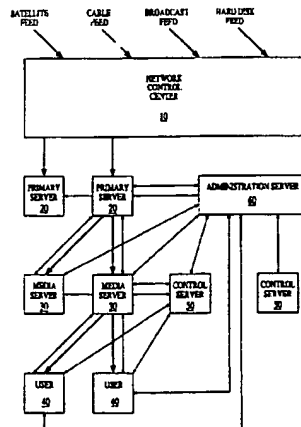 SATELLITE FEED
CABLE FEED
BROADCAST FEED
HARD DISK FEED
NETWORK CONTROL CENTER
10
PRIMARY SERVER
20
PRIMARY SERVER
20
ADMINISTRATION SERVER
60
MEDIA SERVER
30
MEDIA SERVER
30
CONTROL SERVER
50
CONTROL SERVER
50
USER
40
USER
40